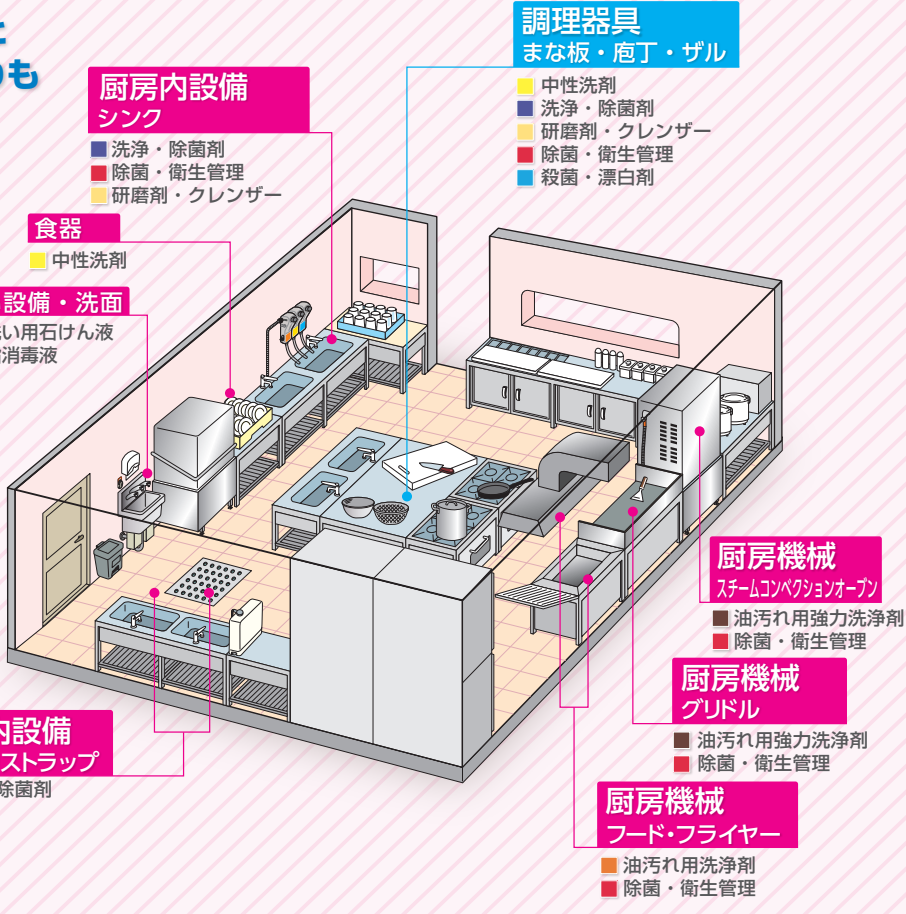 のも
調理器具
まな板・庖丁・ザル
中性洗剤
洗浄・除菌剤
研磨剤・クレンザー
除菌・衛生管理
殺菌・漂白剤
厨房内設備
シンク
洗浄・除菌剤
除菌・衛生管理
研磨剤・クレンザー
食器
中性洗剤
設備・洗面
い用石けん液
消毒液
厨房機械
スチームコンベクションオーブン
油汚れ用強力洗浄剤
除菌・衛生管理
厨房機械
グリドル
油汚れ用強力洗浄剤
除菌・衛生管理
内設備
ストラップ
除菌剤
厨房機械
フード・フライヤー
油汚れ用洗浄剤
除菌・衛生管理